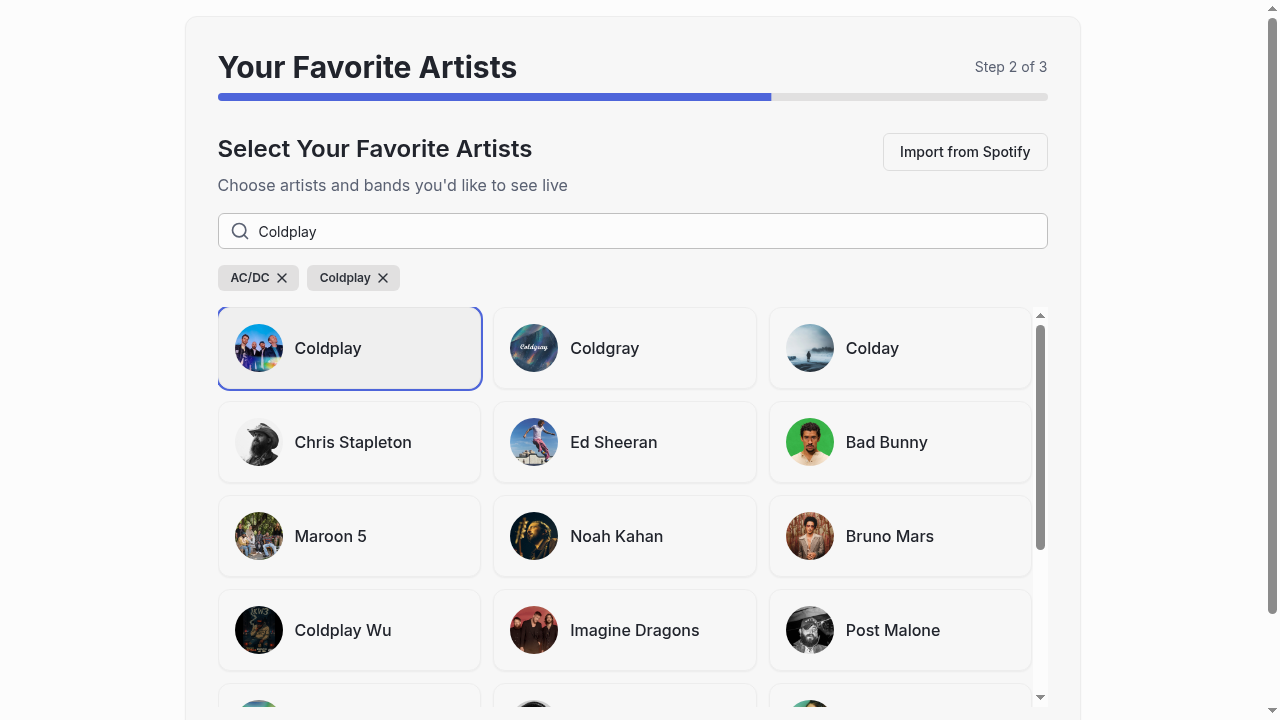 Your Favorite Artists
Step 2 of 3
Select Your Favorite Artists
Import from Spotify
Choose artists and bands you'd like to see live
Coldplay
AC/DC
Coldplay
Coldplay
Coldgray
Coldgray
Colday
Chris Stapleton
Ed Sheeran
Bad Bunny
Maroon 5
Noah Kahan
Bruno Mars
Coldplay Wu
Imagine Dragons
Post Malone